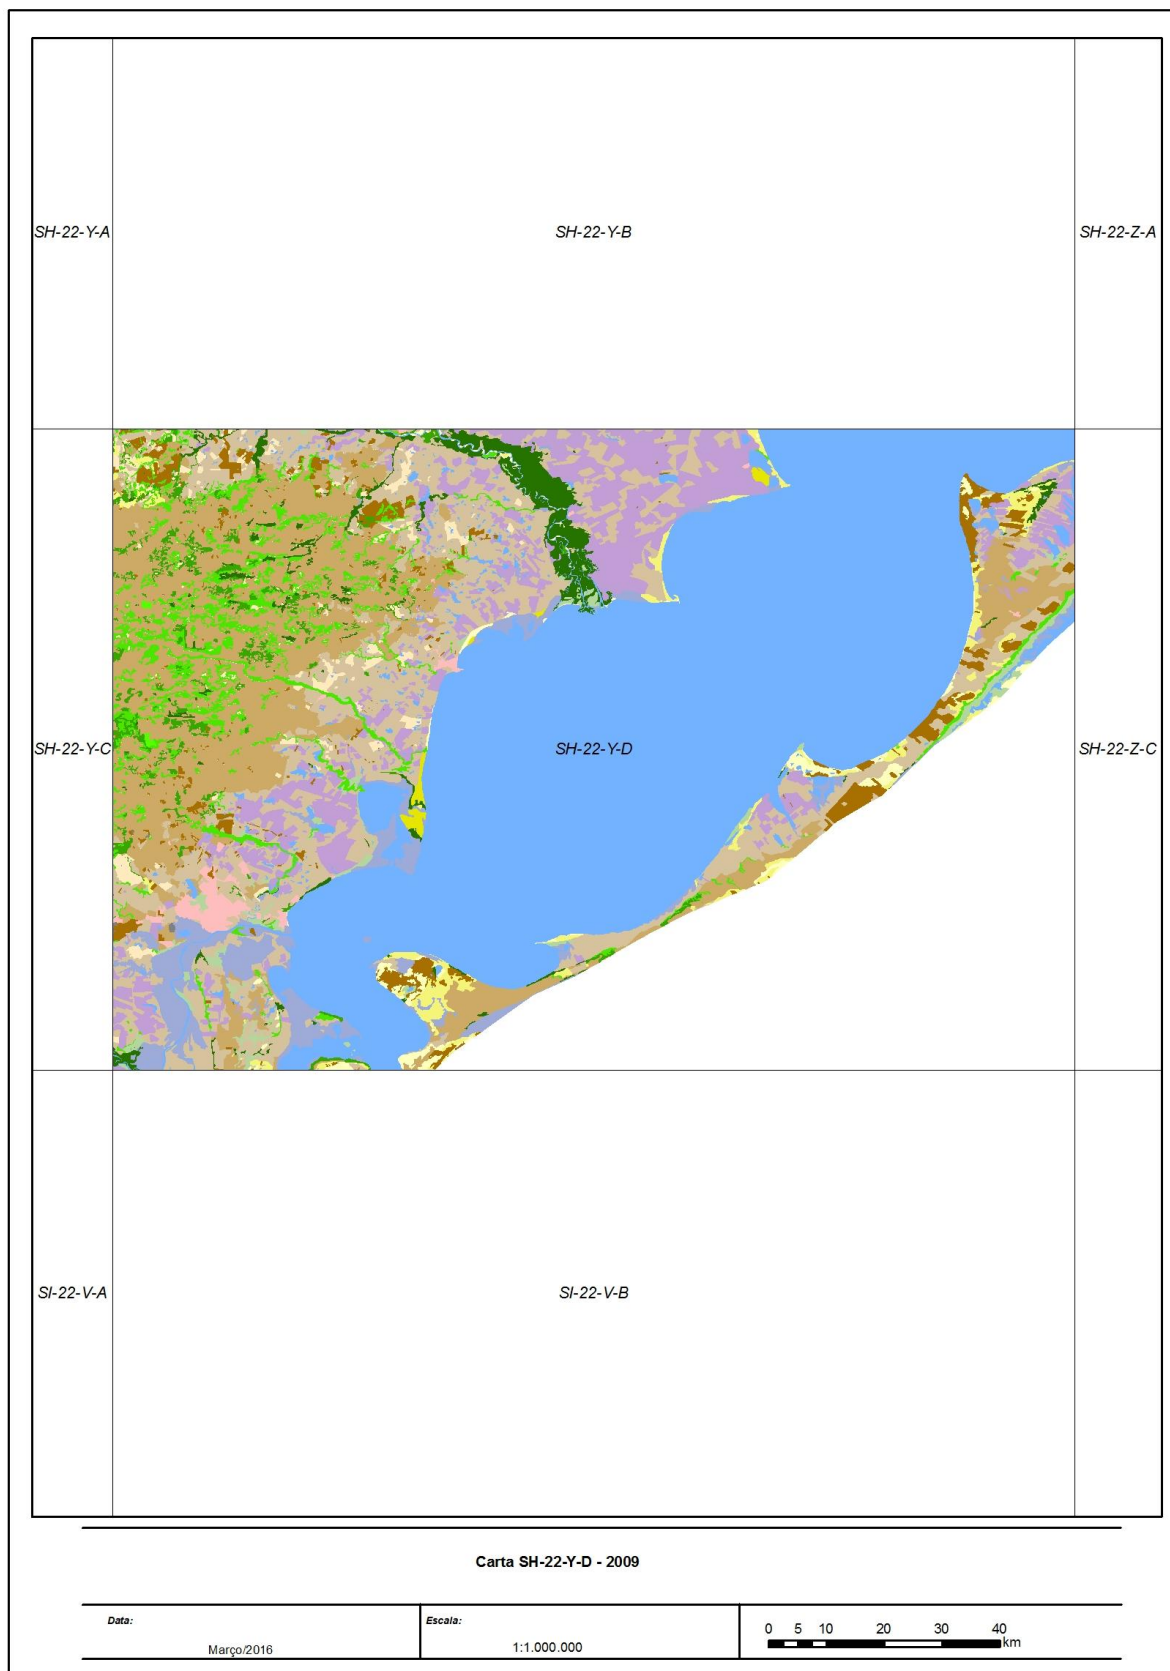 SH-22-Y-A SH-22-Y-B SH-22-Z-A
SH-22-Y-C SH-22-Y-D SH-22-Z-C
SI-22-V-A SI-22-V-B
Carta SH-22-Y-D - 2009
Data: Escala:
Março/2016 1:1.000.000
0 5 10 20 30 40
km